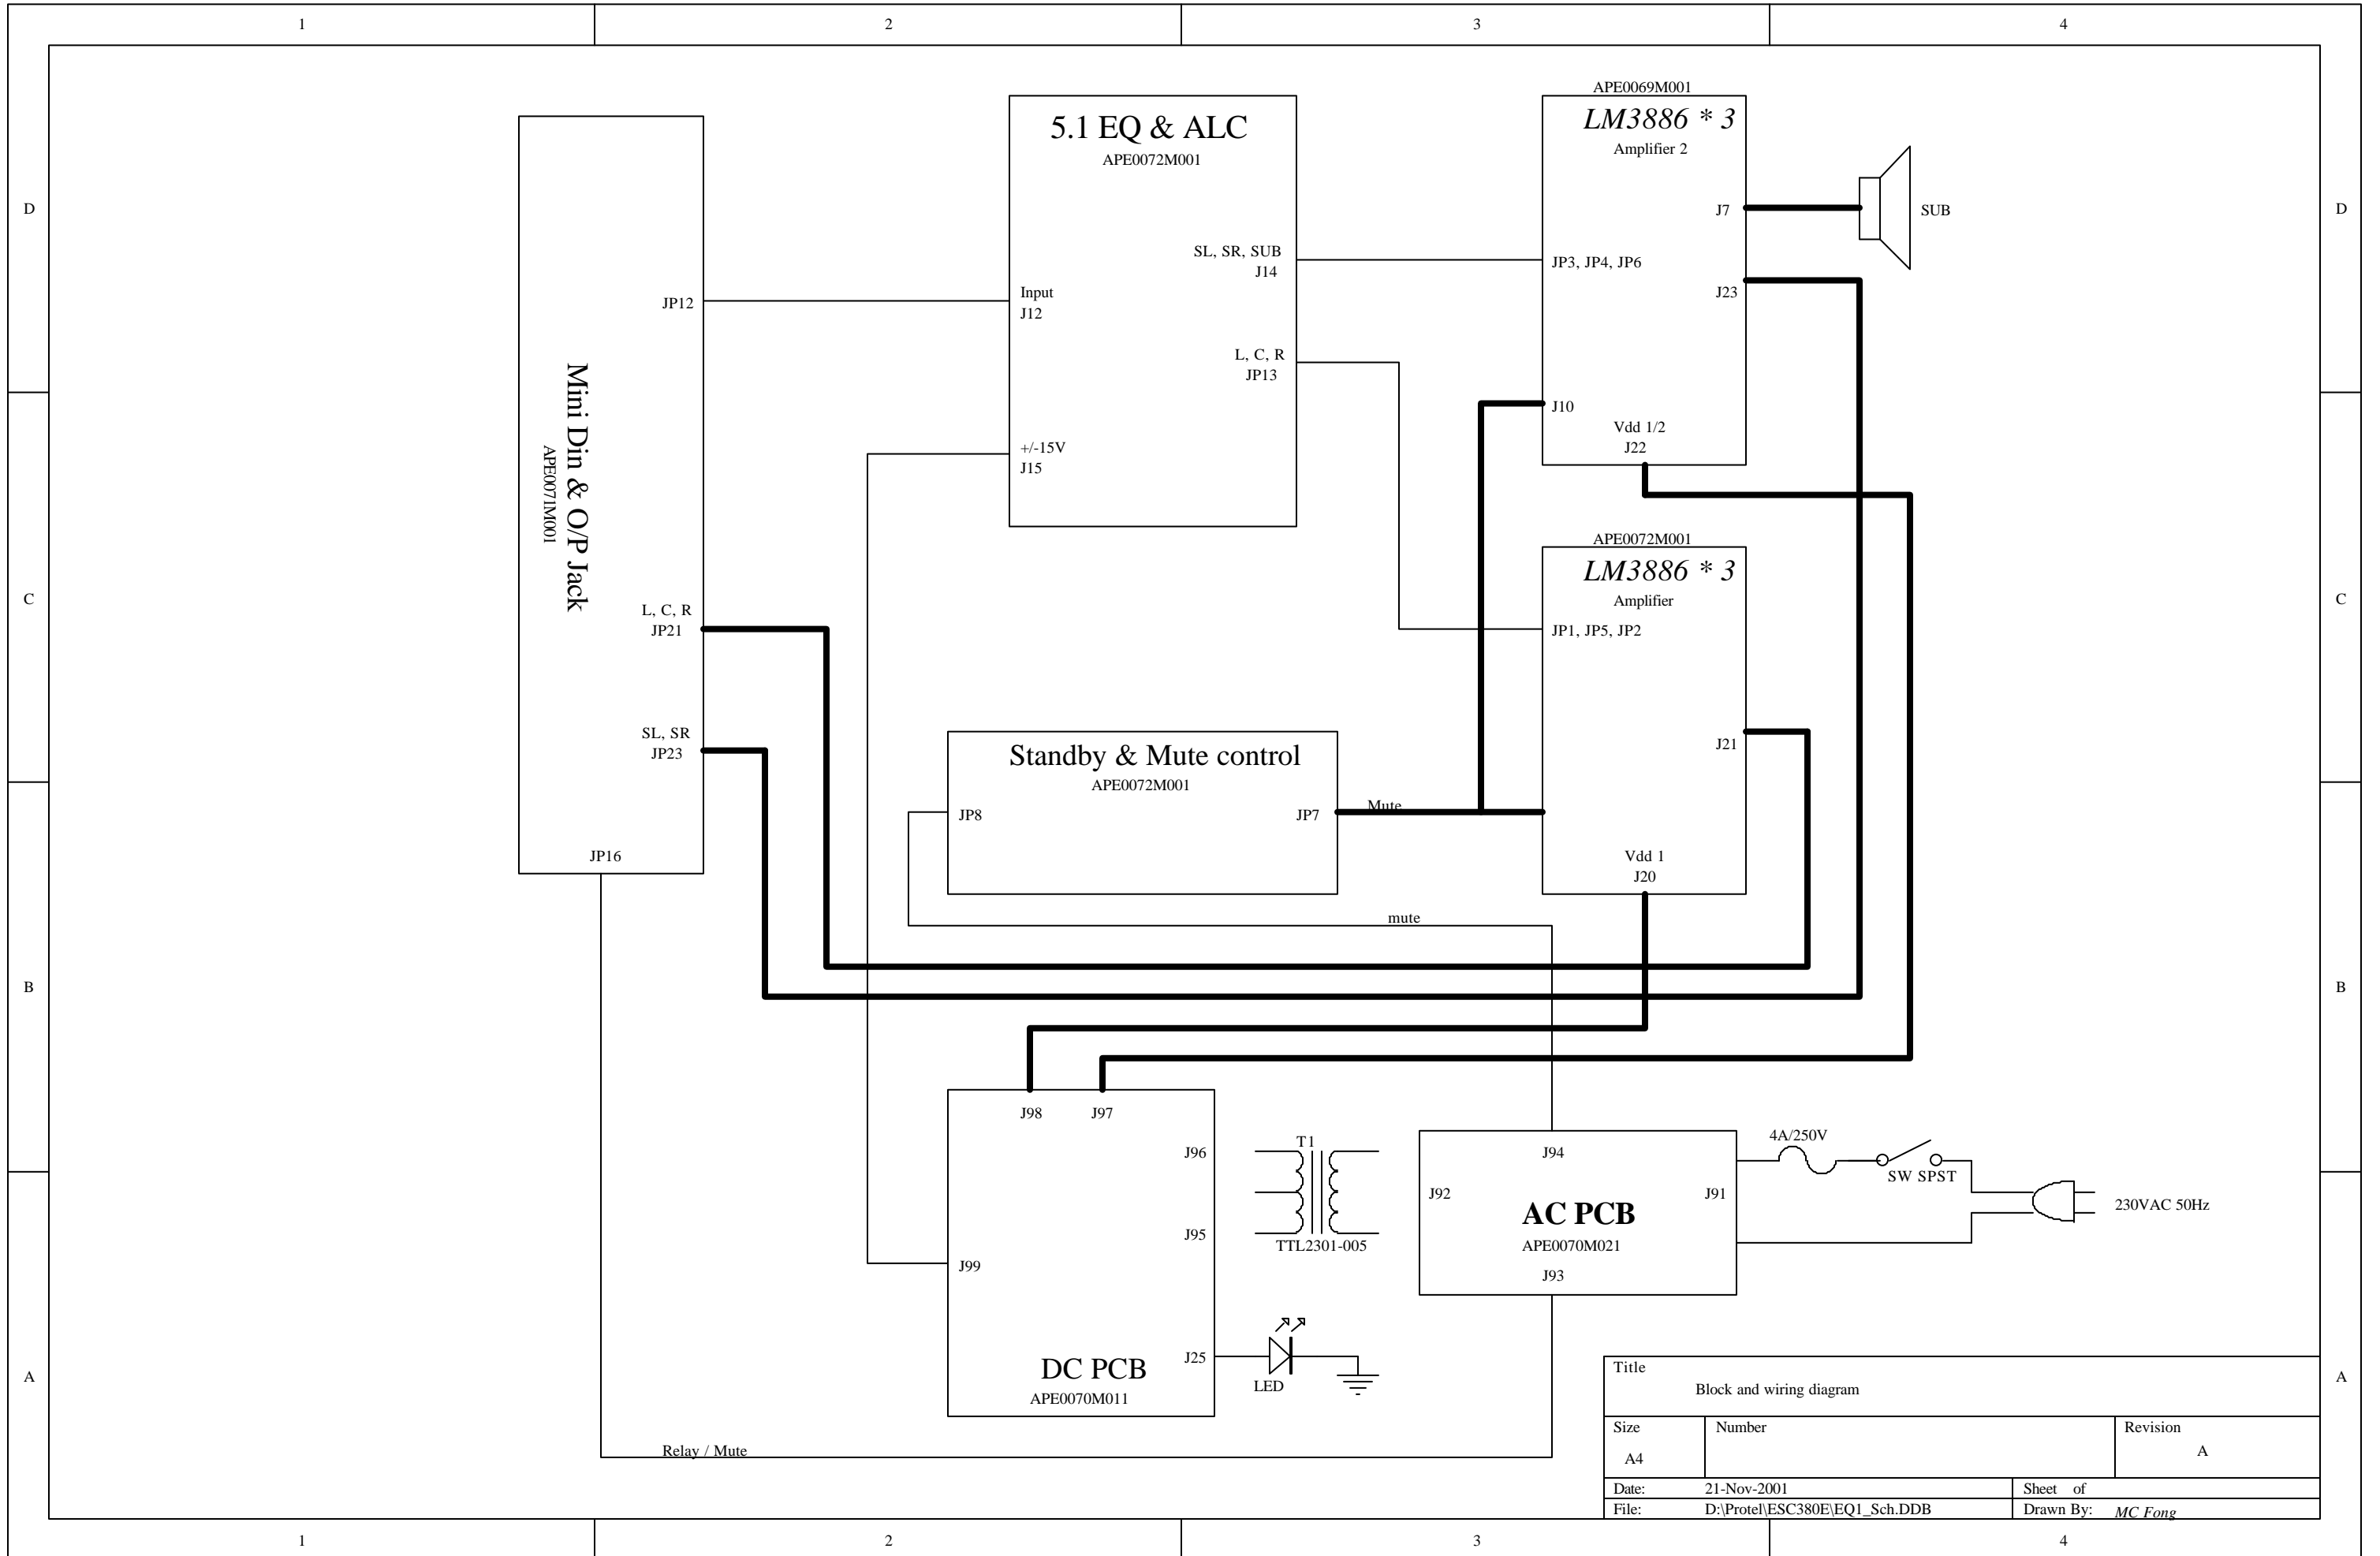 1 2 3 4
D
C
B
A
Mini Din & O/P Jack
APE0071M001
JP12
L, C, R
JP21
SL, SR
JP23
JP16
5.1 EQ & ALC
APE0072M001
SL, SR, SUB
J14
Input
J12
L, C, R
JP13
+/-15V
J15
APE0069M001
LM3886 * 3
Amplifier 2
J7
SUB
JP3, JP4, JP6
J23
J10
Vdd 1/2
J22
APE0072M001
LM3886 * 3
Amplifier
JP1, JP5, JP2
J21
Vdd 1
J20
Standby & Mute control
APE0072M001
JP8
JP7
Mute
mute
J98 J97
J96
J95
J99
J25
DC PCB
APE0070M011
T1
TTL2301-005
LED
J94
J92
J91
AC PCB
APE0070M021
J93
4A/250V
SW SPST
230VAC 50Hz
Relay / Mute
Title
Block and wiring diagram
Size Number Revision
A4 A
Date: 21-Nov-2001 Sheet of
File: D:\Protel\ESC380E\EQ1_Sch.DDB Drawn By: MC Fong
D
C
B
A
1 2 3 4